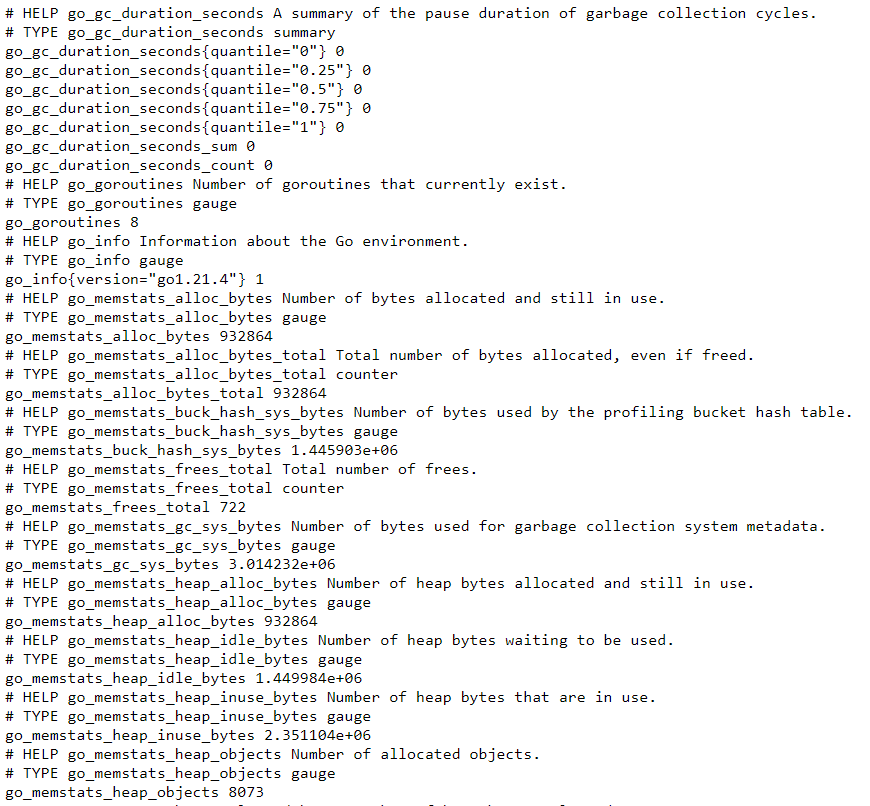 # HELP go_gc_duration_seconds A summary of the pause duration of garbage collection cycles.
# TYPE go_gc_duration_seconds summary
go_gc_duration_seconds{quantile="0"} 0
go_gc_duration_seconds{quantile="0.25"} 0
go_gc_duration_seconds{quantile="0.5"} 0
go_gc_duration_seconds{quantile="0.75"} 0
go_gc_duration_seconds{quantile="1"} 0
go_gc_duration_seconds_sum 0
go_gc_duration_seconds_count 0
# HELP go_goroutines Number of goroutines that currently exist.
# TYPE go_goroutines gauge
go_goroutines 8
# HELP go_info Information about the Go environment.
# TYPE go_info gauge
go_info{version="go1.21.4"} 1
# HELP go_memstats_alloc_bytes Number of bytes allocated and still in use.
# TYPE go_memstats_alloc_bytes gauge
go_memstats_alloc_bytes 932864
# HELP go_memstats_alloc_bytes_total Total number of bytes allocated, even if freed.
# TYPE go_memstats_alloc_bytes_total counter
go_memstats_alloc_bytes_total 932864
# HELP go_memstats_buck_hash_sys_bytes Number of bytes used by the profiling bucket hash table.
# TYPE go_memstats_buck_hash_sys_bytes gauge
go_memstats_buck_hash_sys_bytes 1.445903e+06
# HELP go_memstats_frees_total Total number of frees.
# TYPE go_memstats_frees_total counter
go_memstats_frees_total 722
# HELP go_memstats_gc_sys_bytes Number of bytes used for garbage collection system metadata.
# TYPE go_memstats_gc_sys_bytes gauge
go_memstats_gc_sys_bytes 3.014232e+06
# HELP go_memstats_heap_alloc_bytes Number of heap bytes allocated and still in use.
# TYPE go_memstats_heap_alloc_bytes gauge
go_memstats_heap_alloc_bytes 932864
# HELP go_memstats_heap_idle_bytes Number of heap bytes waiting to be used.
# TYPE go_memstats_heap_idle_bytes gauge
go_memstats_heap_idle_bytes 1.449984e+06
# HELP go_memstats_heap_inuse_bytes Number of heap bytes that are in use.
# TYPE go_memstats_heap_inuse_bytes gauge
go_memstats_heap_inuse_bytes 2.351104e+06
# HELP go_memstats_heap_objects Number of allocated objects.
# TYPE go_memstats_heap_objects gauge
go_memstats_heap_objects 8073